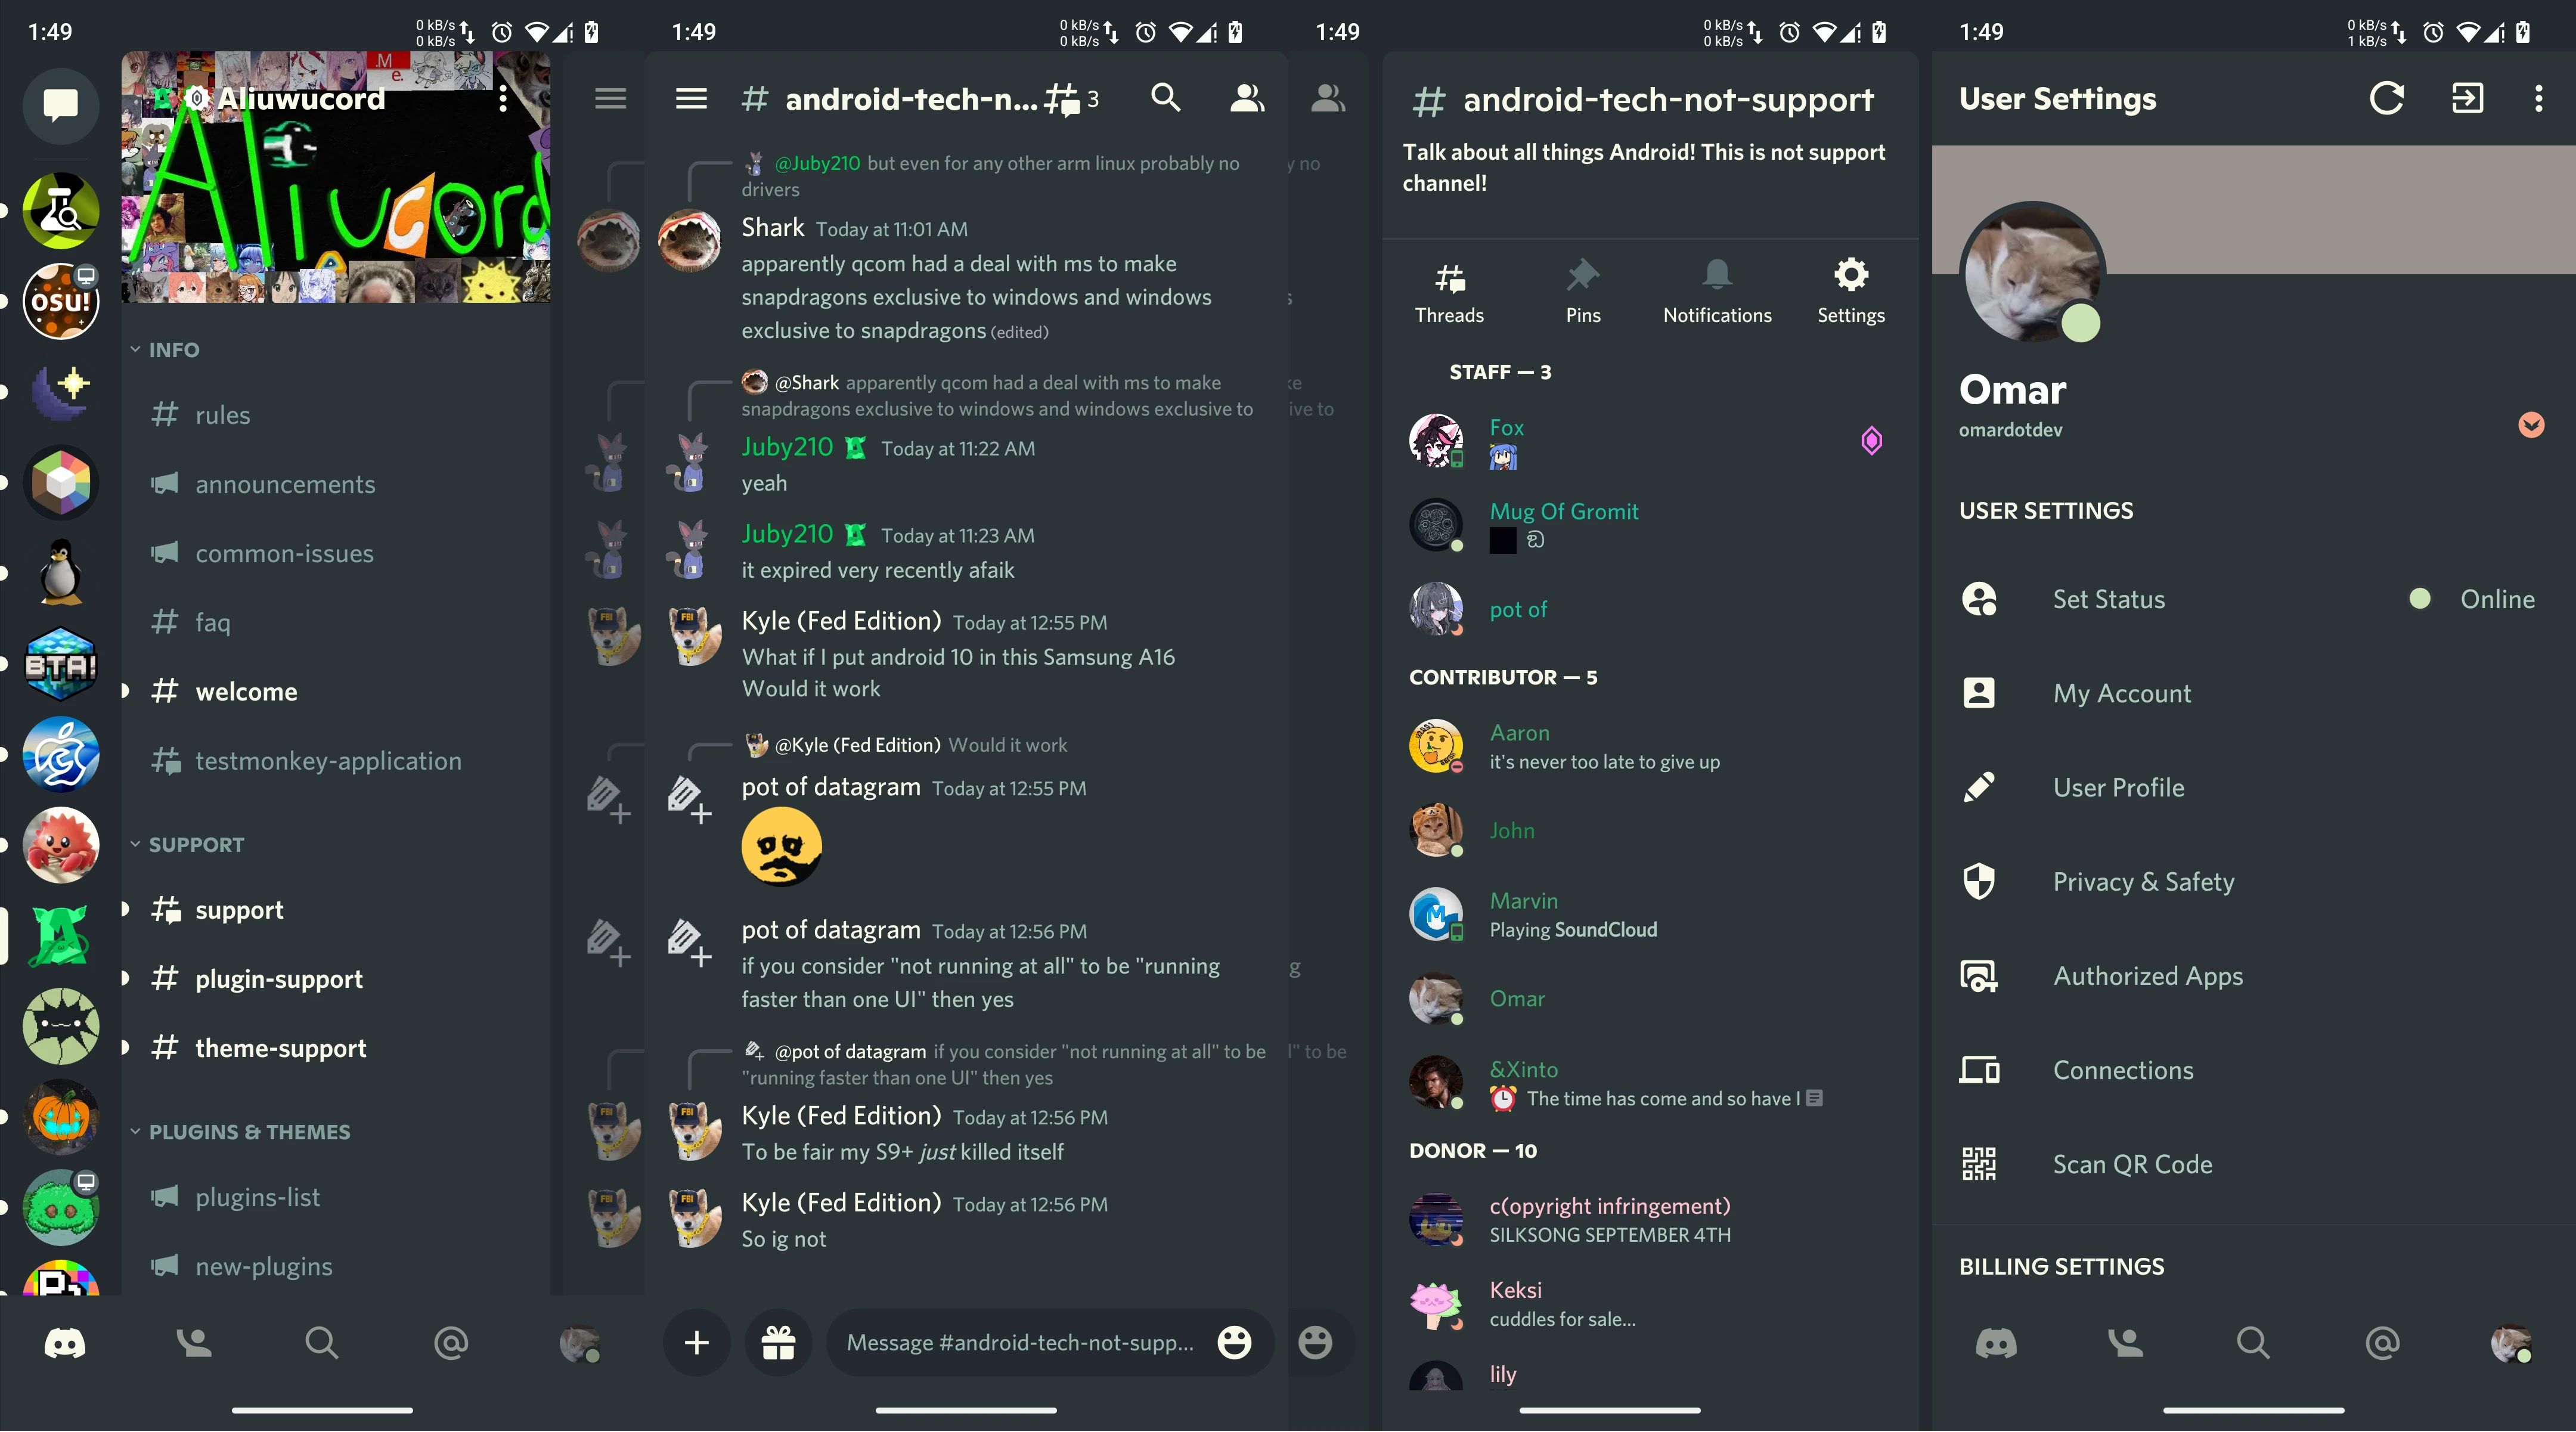 1:49
0 kB/s
0 kB/s
M
e.
Aliuwucord
Aliucord
osu!
BTA!
INFO
rules
announcements
common-issues
faq
welcome
testmonkey-application
SUPPORT
support
plugin-support
theme-support
PLUGINS & THEMES
plugins-list
new-plugins
1:49
0 kB/s
0 kB/s
# android-tech-n... 3
@Juby210 but even for any other arm linux probably no
drivers
Shark Today at 11:01 AM
apparently qcom had a deal with ms to make
snapdragons exclusive to windows and windows
exclusive to snapdragons (edited)
@Shark apparently qcom had a deal with ms to make
snapdragons exclusive to windows and windows exclusive to
Juby210 Today at 11:22 AM
yeah
Juby210 Today at 11:23 AM
it expired very recently afaik
Kyle (Fed Edition) Today at 12:55 PM
What if I put android 10 in this Samsung A16
Would it work
@Kyle (Fed Edition) Would it work
pot of datagram Today at 12:55 PM
pot of datagram Today at 12:56 PM
if you consider "not running at all" to be "running
faster than one UI" then yes
@pot of datagram if you consider "not running at all" to be
"running faster than one UI" then yes
Kyle (Fed Edition) Today at 12:56 PM
To be fair my S9+ just killed itself
Kyle (Fed Edition) Today at 12:56 PM
So ig not
Message #android-tech-not-supp...
1:49
0 kB/s
0 kB/s
y no
s
ke
ive to
g
l" to be
# android-tech-not-support
Talk about all things Android! This is not support
channel!
Threads
Pins
Notifications
Settings
STAFF — 3
Fox
Mug Of Gromit
pot of
CONTRIBUTOR — 5
Aaron
it's never too late to give up
John
Marvin
Playing SoundCloud
Omar
&Xinto
The time has come and so have I
DONOR — 10
c(opyright infringement)
SILKSONG SEPTEMBER 4TH
Keksi
cuddles for sale...
lily
1:49
0 kB/s
1 kB/s
User Settings
Omar
omardotdev
USER SETTINGS
Set Status
Online
My Account
User Profile
Privacy & Safety
Authorized Apps
Connections
Scan QR Code
BILLING SETTINGS